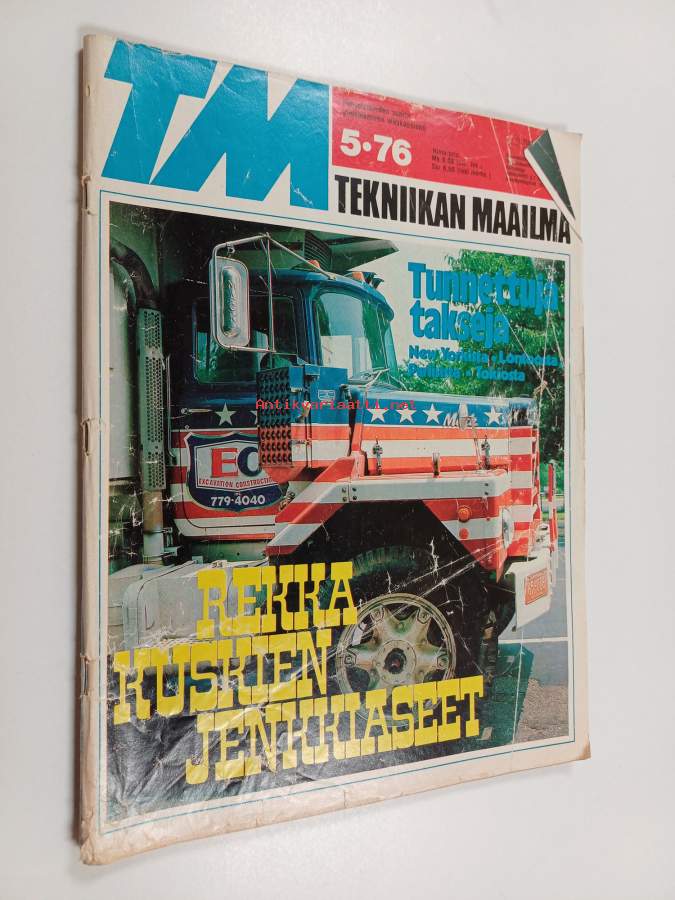 TM
5•76
TEKNIIKAN MAAILMA
Tunnettuja
takseja
New Yorkista • Lontoosta
Pariisista • Tokiosta
Antikvariaatti.net
EC
EXCAVATION CONSTRUCTION
779-4040
REKKA
KUSKIEN
JENKKIASEET